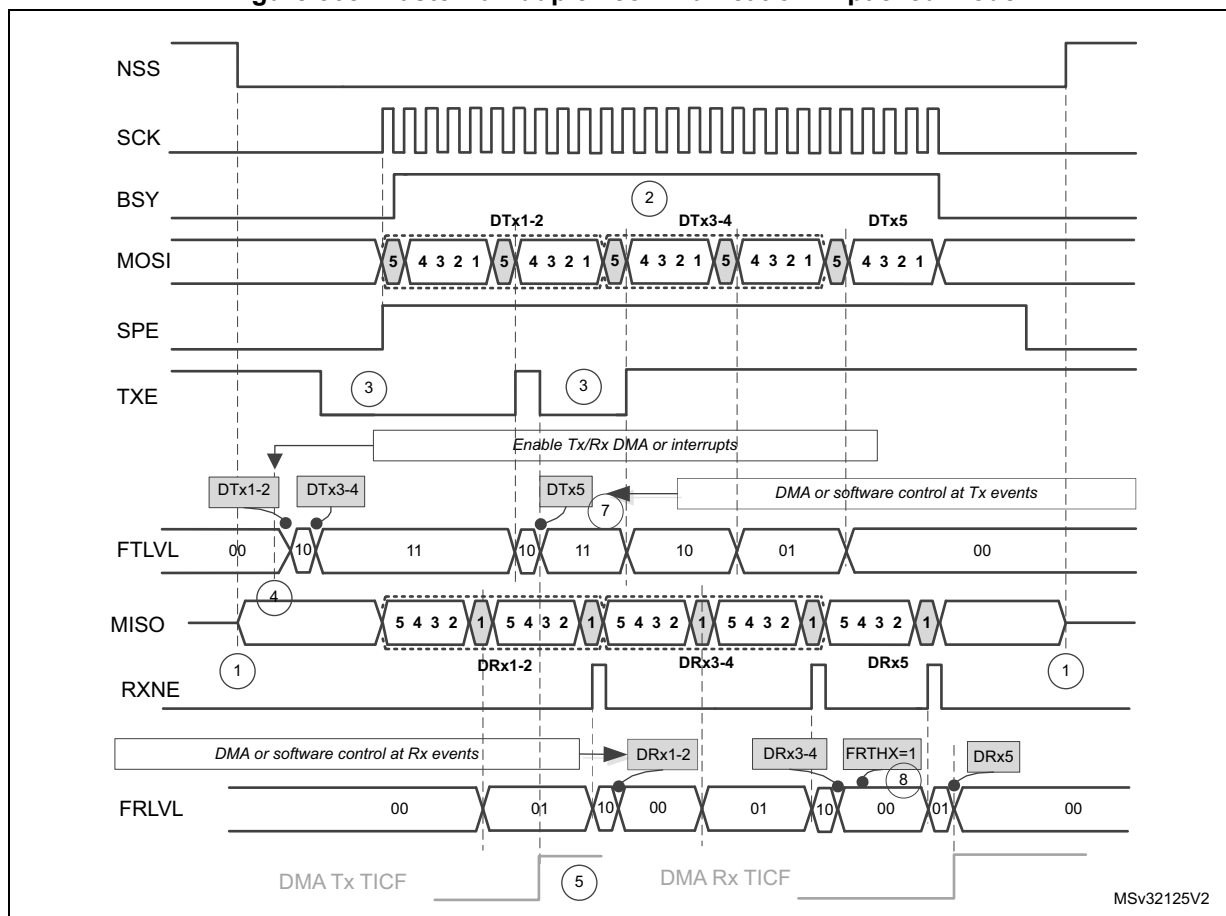 NSS
SCK
BSY
2
DTx1-2 DTx3-4 DTx5
MOSI 5 4 3 2 1 5 4 3 2 1 5 4 3 2 1 5 4 3 2 1 5 4 3 2 1
SPE
TXE 3 3
Enable Tx/Rx DMA or interrupts
DTx1-2 DTx3-4 DTx5 7 DMA or software control at Tx events
FTLVL 00 10 11 10 11 10 01 00
4
MISO 5 4 3 2 1 5 4 3 2 1 5 4 3 2 1 5 4 3 2 1 5 4 3 2 1
1 DRx1-2 DRx3-4 DRx5 1
RXNE
DMA or software control at Rx events DRx1-2 DRx3-4 FRTHX=1 DRx5
8
FRLVL 00 01 10 00 01 10 00 01 00
DMA Tx TICF 5 DMA Rx TICF
MSv32125V2